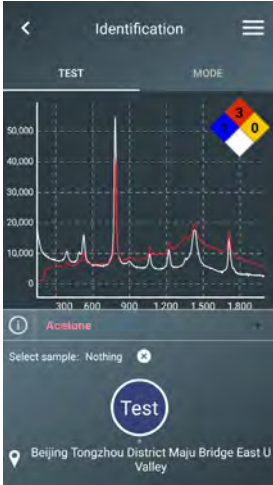 Identification
TEST MODE
3
1 0
50,000
40,000
30,000
20,000
10,000
0
300 600 900 1.200 1.500 1.800
Acetone
Select sample: Nothing
Test
Beijing Tongzhou District Maju Bridge East U
Valley